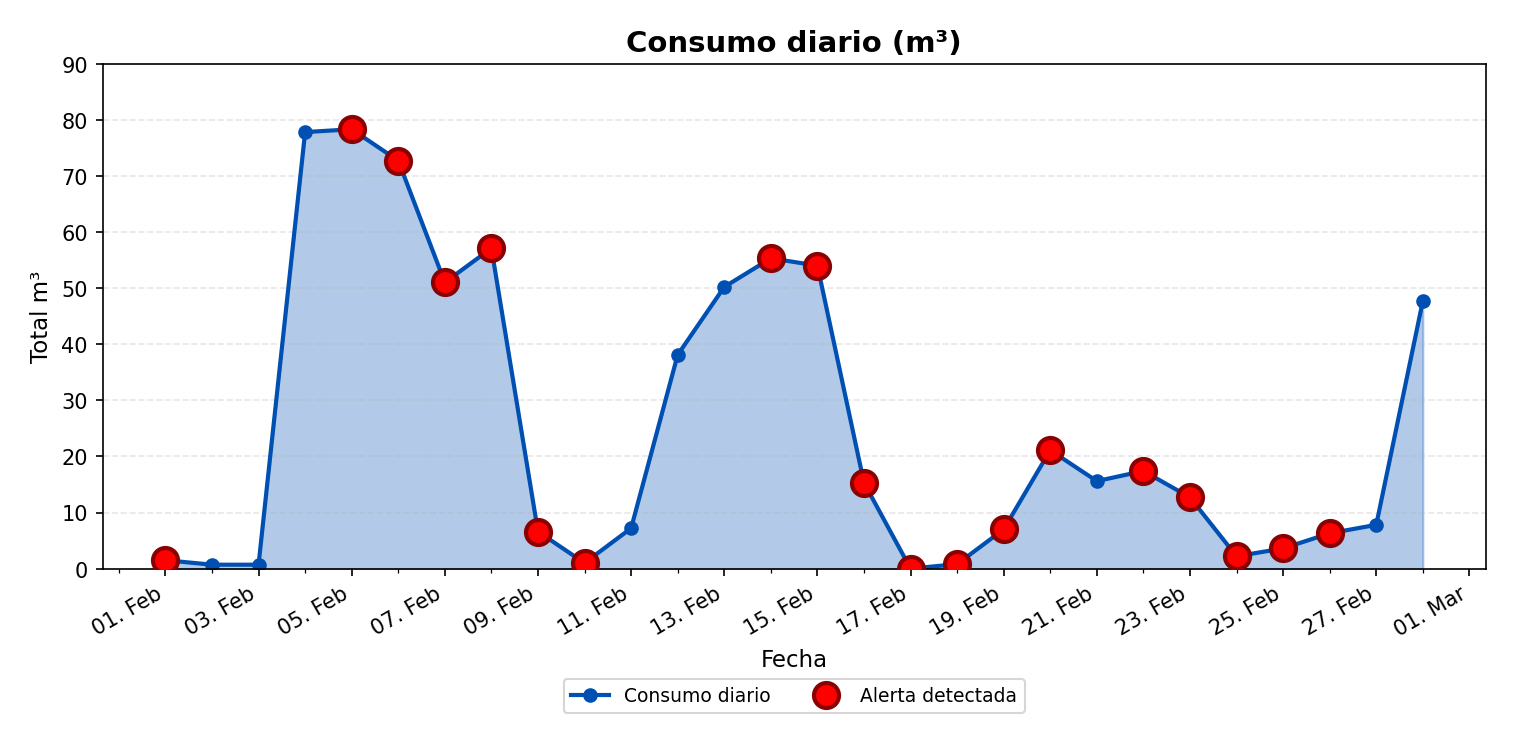 Consumo diario (m³)
90
80
70
60
50
40
30
20
10
0
Total m³
01. Feb
03. Feb
05. Feb
07. Feb
09. Feb
11. Feb
13. Feb
15. Feb
17. Feb
19. Feb
21. Feb
23. Feb
25. Feb
27. Feb
01. Mar
Fecha
Consumo diario
Alerta detectada